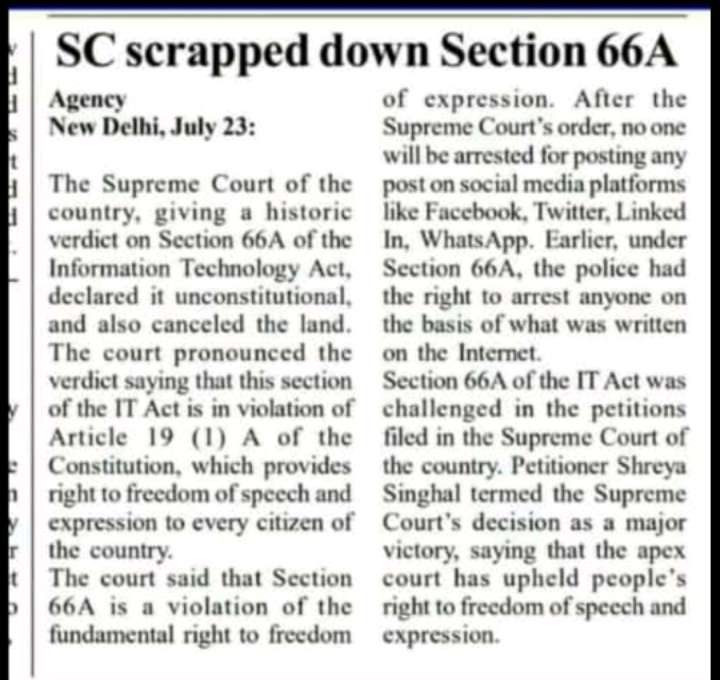 SC scrapped down Section 66A
Agency
New Delhi, July 23:
The Supreme Court of the
country, giving a historic
verdict on Section 66A of the
Information Technology Act,
declared it unconstitutional,
and also canceled the land.
The court pronounced the
verdict saying that this section
of the IT Act is in violation of
Article 19 (1) A of the
Constitution, which provides
right to freedom of speech and
expression to every citizen of
the country.
The court said that Section
66A is a violation of the
fundamental right to freedom
of expression. After the
Supreme Court's order, no one
will be arrested for posting any
post on social media platforms
like Facebook, Twitter, Linked
In, WhatsApp. Earlier, under
Section 66A, the police had
the right to arrest anyone on
the basis of what was written
on the Internet.
Section 66A of the IT Act was
challenged in the petitions
filed in the Supreme Court of
the country. Petitioner Shreya
Singhal termed the Supreme
Court's decision as a major
victory, saying that the apex
court has upheld people's
right to freedom of speech and
expression.